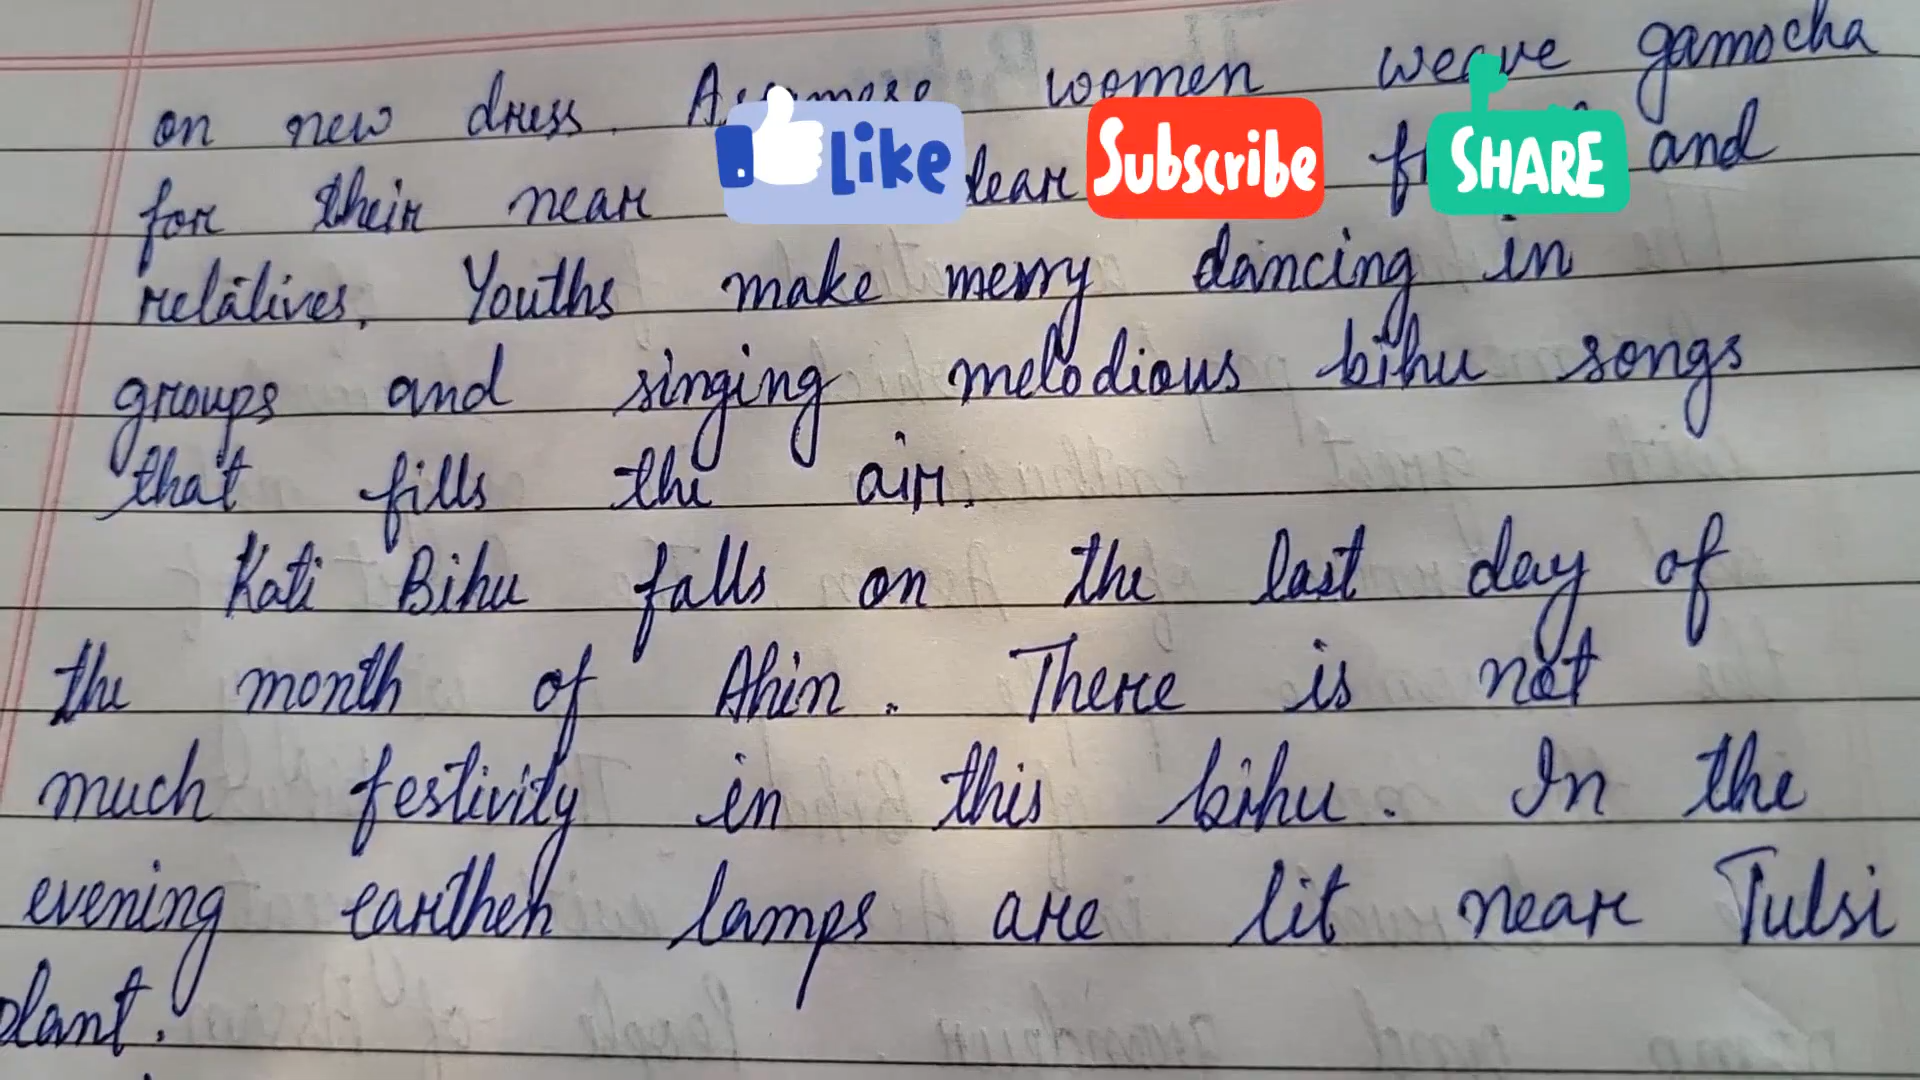 on new dress. Assamese women weave gamocha
for their near dear and
relatives. Youths make merry dancing in
groups and singing melodious bihu songs
that fills the air.
Kati Bihu falls on the last day of
the month of Ahin. There is not
much festivity in this bihu. In the
evening earthen lamps are lit near Tulsi
plant.
Like
Subscribe
SHARE